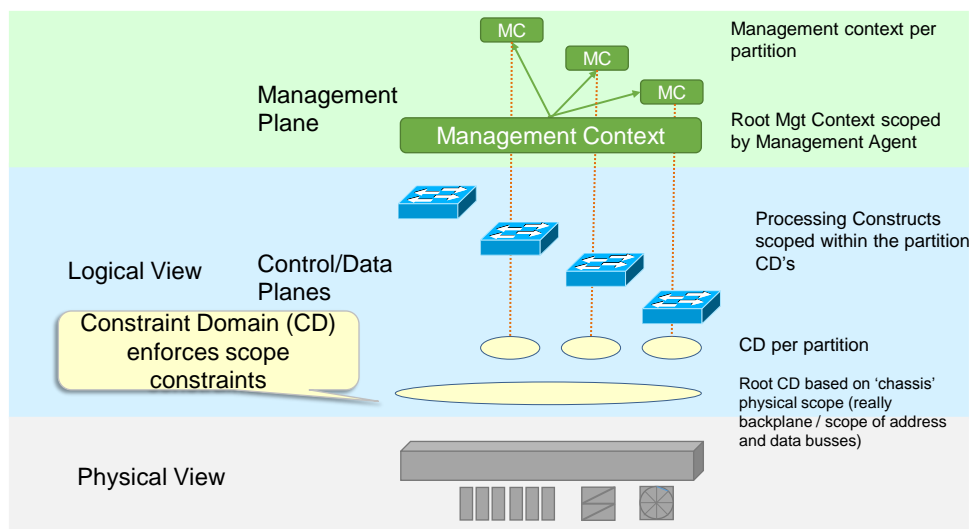 MC
MC
MC
Management context per
partition
Management
Plane
Management Context
Root Mgt Context scoped
by Management Agent
Processing Constructs
scoped within the partition
CD's
Logical View
Control/Data
Planes
Constraint Domain (CD)
enforces scope
constraints
CD per partition
Root CD based on ‘chassis’
physical scope (really
backplane / scope of address
and data busses)
Physical View